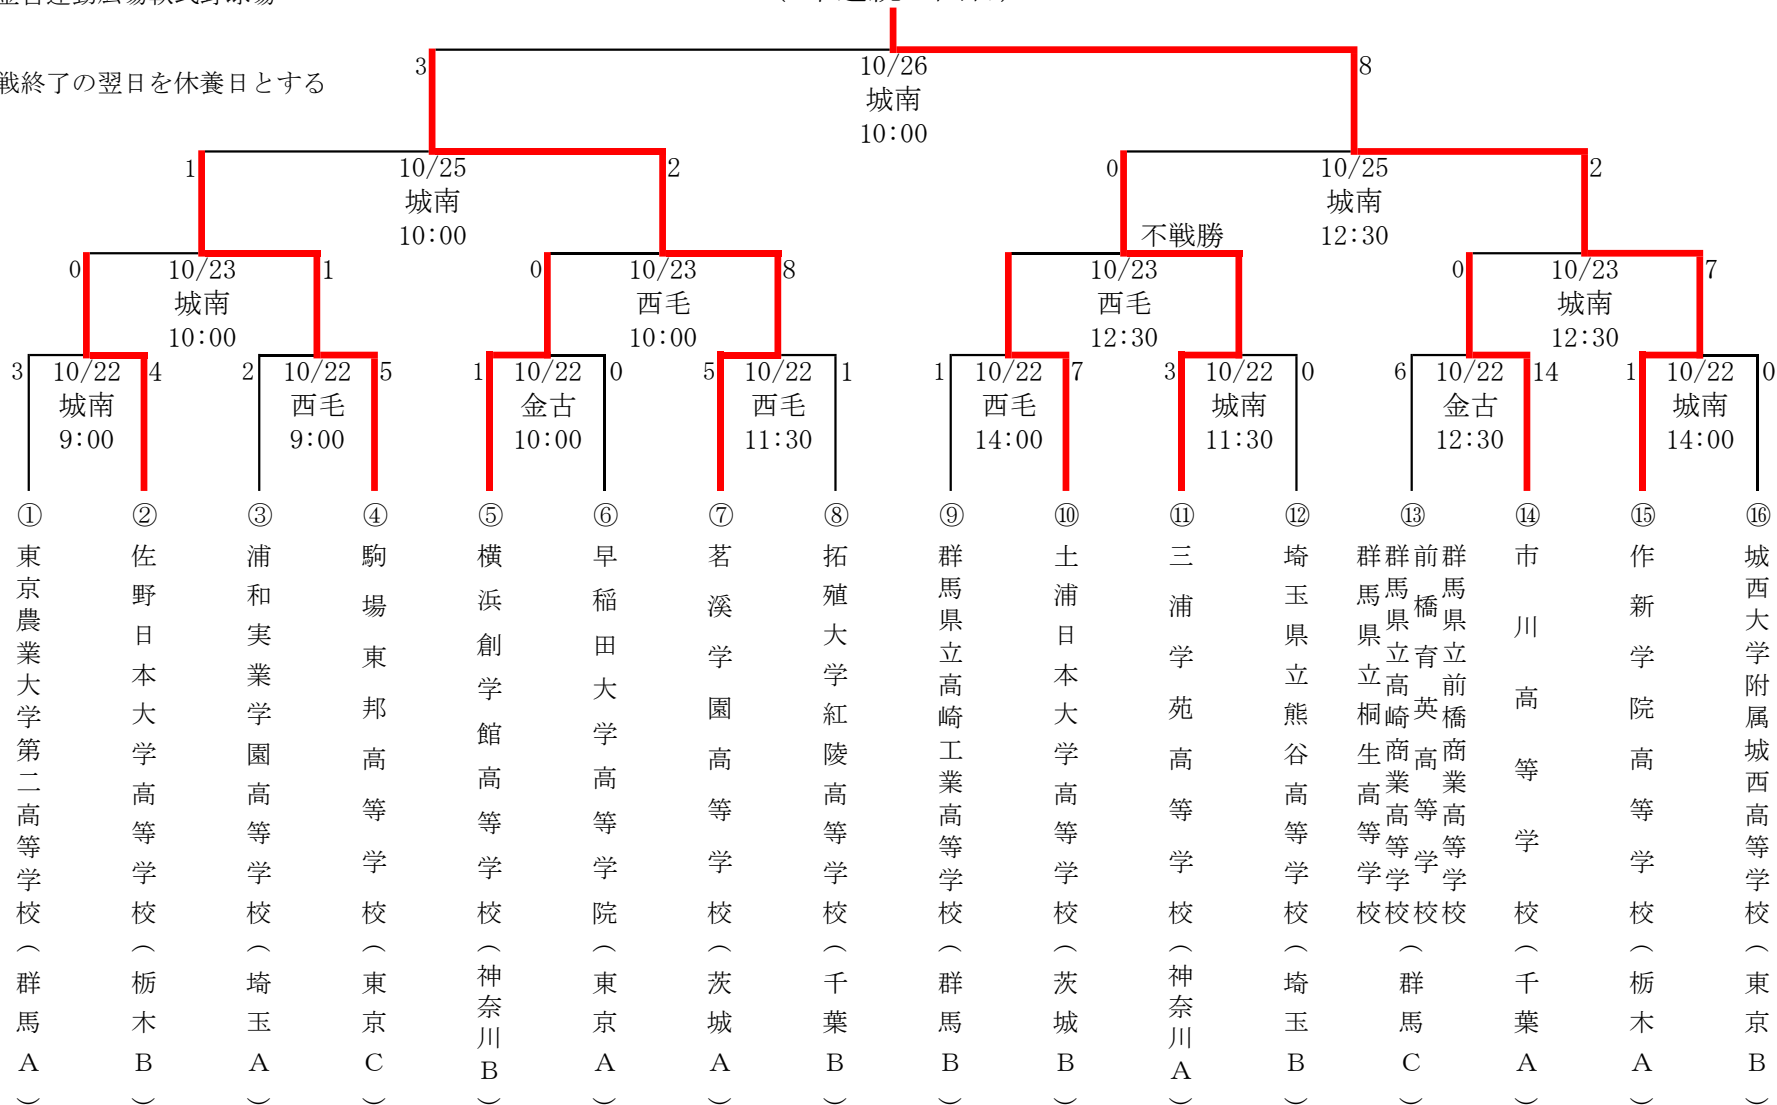 戦終了の翌日を休養日とする
3
10/26
城南
10:00
8
1
10/25
城南
10:00
2
0
10/25
城南
12:30
2
0
10/23
城南
10:00
1
0
10/23
西毛
10:00
8
不戦勝
10/23
西毛
12:30
0
10/23
城南
12:30
7
3
10/22
城南
9:00
4
2
10/22
西毛
9:00
5
1
10/22
金古
10:00
0
5
10/22
西毛
11:30
1
1
10/22
西毛
14:00
7
3
10/22
城南
11:30
0
6
10/22
金古
12:30
14
1
10/22
城南
14:00
0
①
東京農業大学第二高等学校(群馬A)
②
佐野日本大学高等学校(栃木B)
③
浦和実業学園高等学校(埼玉A)
④
駒場東邦高等学校(東京C)
⑤
横浜創学館高等学校(神奈川B)
⑥
早稲田大学高等学院(東京A)
⑦
茗溪学園高等学校(茨城A)
⑧
拓殖大学紅陵高等学校(千葉B)
⑨
群馬県立高崎工業高等学校(群馬B)
⑩
土浦日本大学高等学校(茨城B)
⑪
三浦学苑高等学校(神奈川A)
⑫
埼玉県立熊谷高等学校(埼玉B)
⑬
群馬県立前橋商業高等学校
前橋育英高等学校
群馬県立高崎商業高等学校
群馬県立桐生高等学校
(群馬C)
⑭
市川高等学校(千葉A)
⑮
作新学院高等学校(栃木A)
⑯
城西大学附属城西高等学校(東京B)